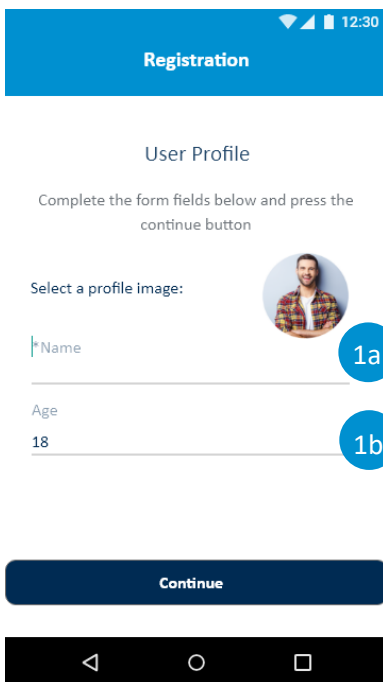 12:30
Registration
User Profile
Complete the form fields below and press the
continue button
Select a profile image:
*Name
1a
Age
18
1b
Continue